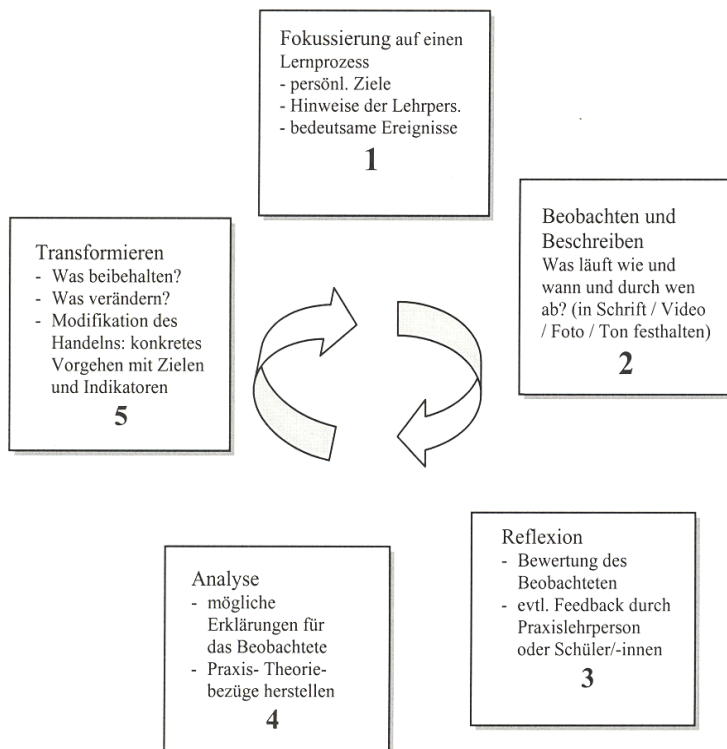 Fokussierung auf einen
Lernprozess
- persönl. Ziele
- Hinweise der Lehrpers.
- bedeutsame Ereignisse
1
Beobachten und
Beschreiben
Was läuft wie und
wann und durch wen
ab? (in Schrift / Video
/ Foto / Ton festhalten)
2
Reflexion
- Bewertung des
Beobachteten
- evtl. Feedback durch
Praxislehrperson
oder Schüler/-innen
3
Analyse
- mögliche
Erklärungen für
das Beobachtete
- Praxis- Theorie-
bezüge herstellen
4
Transformieren
- Was beibehalten?
- Was verändern?
- Modifikation des
Handelns: konkretes
Vorgehen mit Zielen
und Indikatoren
5